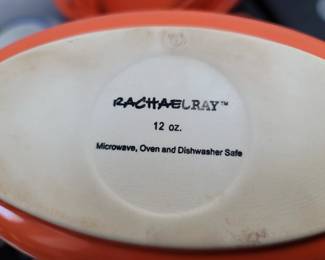 RACHAELRAY™
12 oz.
Microwave, Oven and Dishwasher Safe